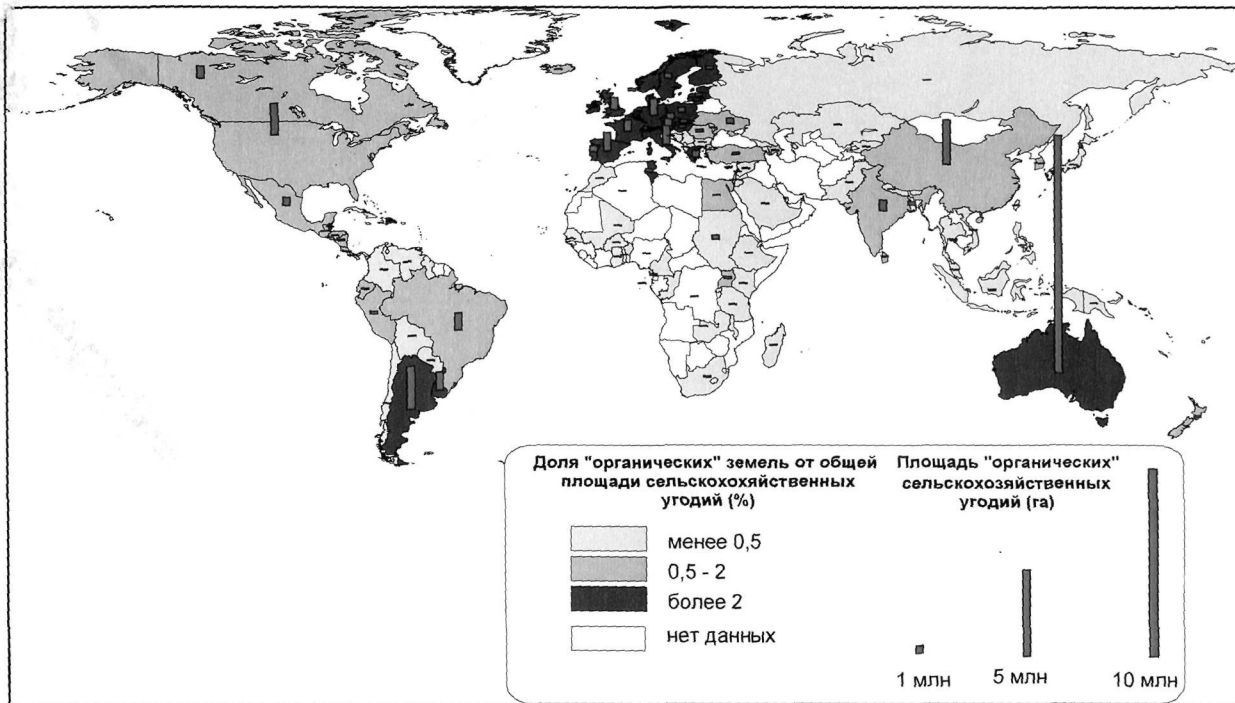 Доля "органических" земель от общей
площади сельскохохяйственных
угодий (%)
менее 0,5
0,5 - 2
более 2
нет данных
Площадь "органических"
сельскохозяйственных
угодий (га)
1 млн
5 млн
10 млн